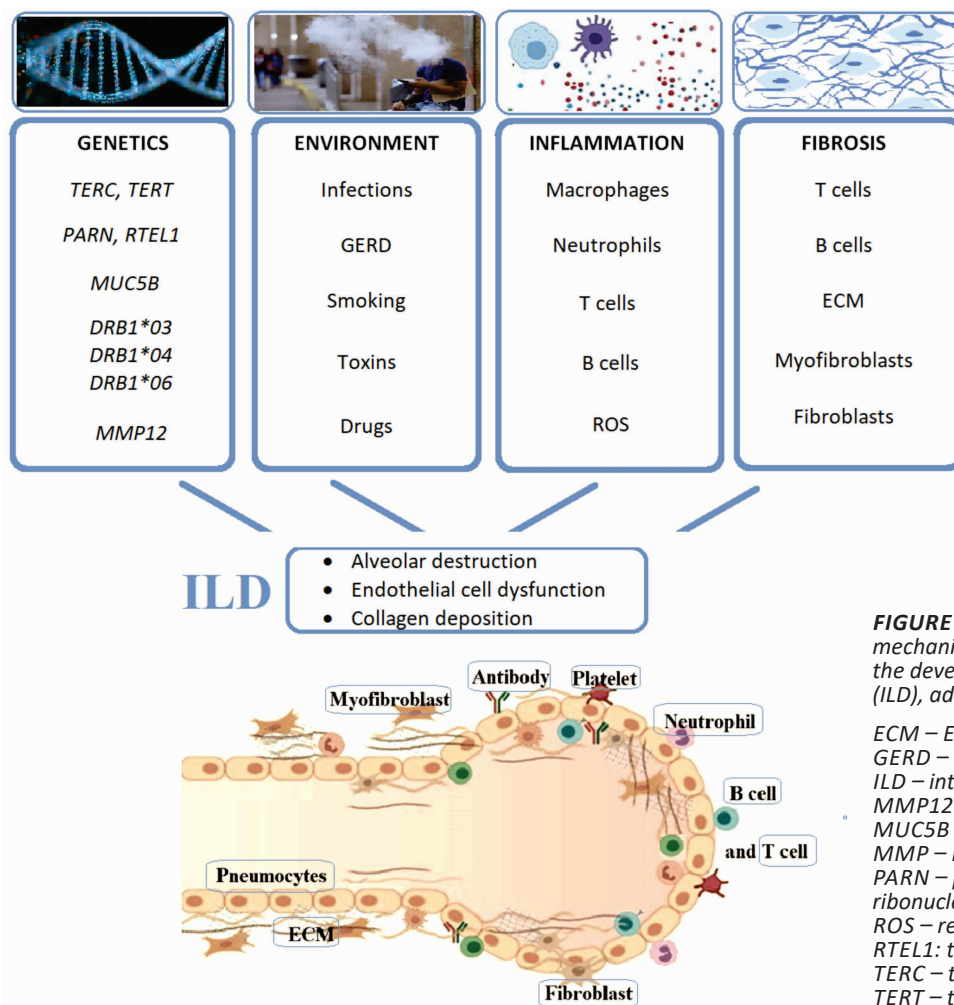 GENETICS
TERC, TERT
PARN, RTEL1
MUC5B
DRB1*03
DRB1*04
DRB1*06
MMP12
ENVIRONMENT
Infections
GERD
Smoking
Toxins
Drugs
INFLAMMATION
Macrophages
Neutrophils
T cells
B cells
ROS
FIBROSIS
T cells
B cells
ECM
Myofibroblasts
Fibroblasts
ILD
• Alveolar destruction
• Endothelial cell dysfunction
• Collagen deposition
Antibody
Platelet
Myofibroblast
Neutrophil
B cell
and T cell
Pneumocytes
ECM
Fibroblast
FIGURE
mechani
the deve
(ILD), ad
ECM – E
GERD –
ILD – int
MMP12
MUC5B
MMP –
PARN –
ribonucle
ROS – re
RTEL1: t
TERC – t
TERT – t